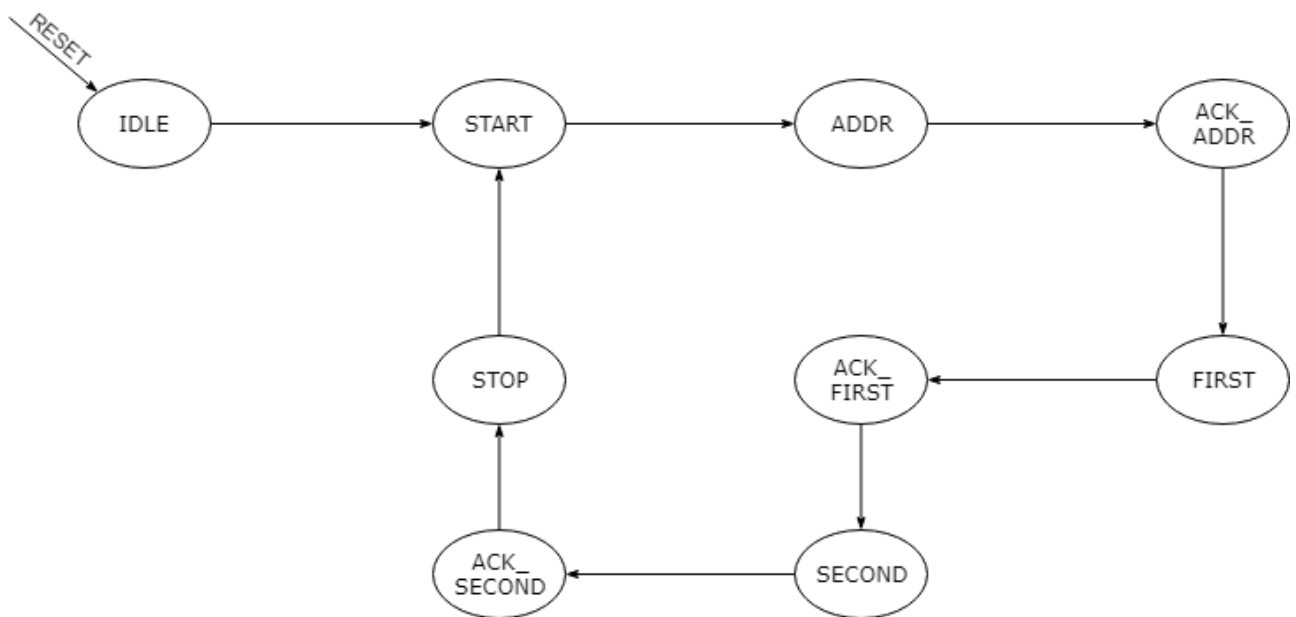 RESET
IDLE
START
ADDR
ACK_
ADDR
STOP
ACK_
FIRST
FIRST
ACK_
SECOND
SECOND